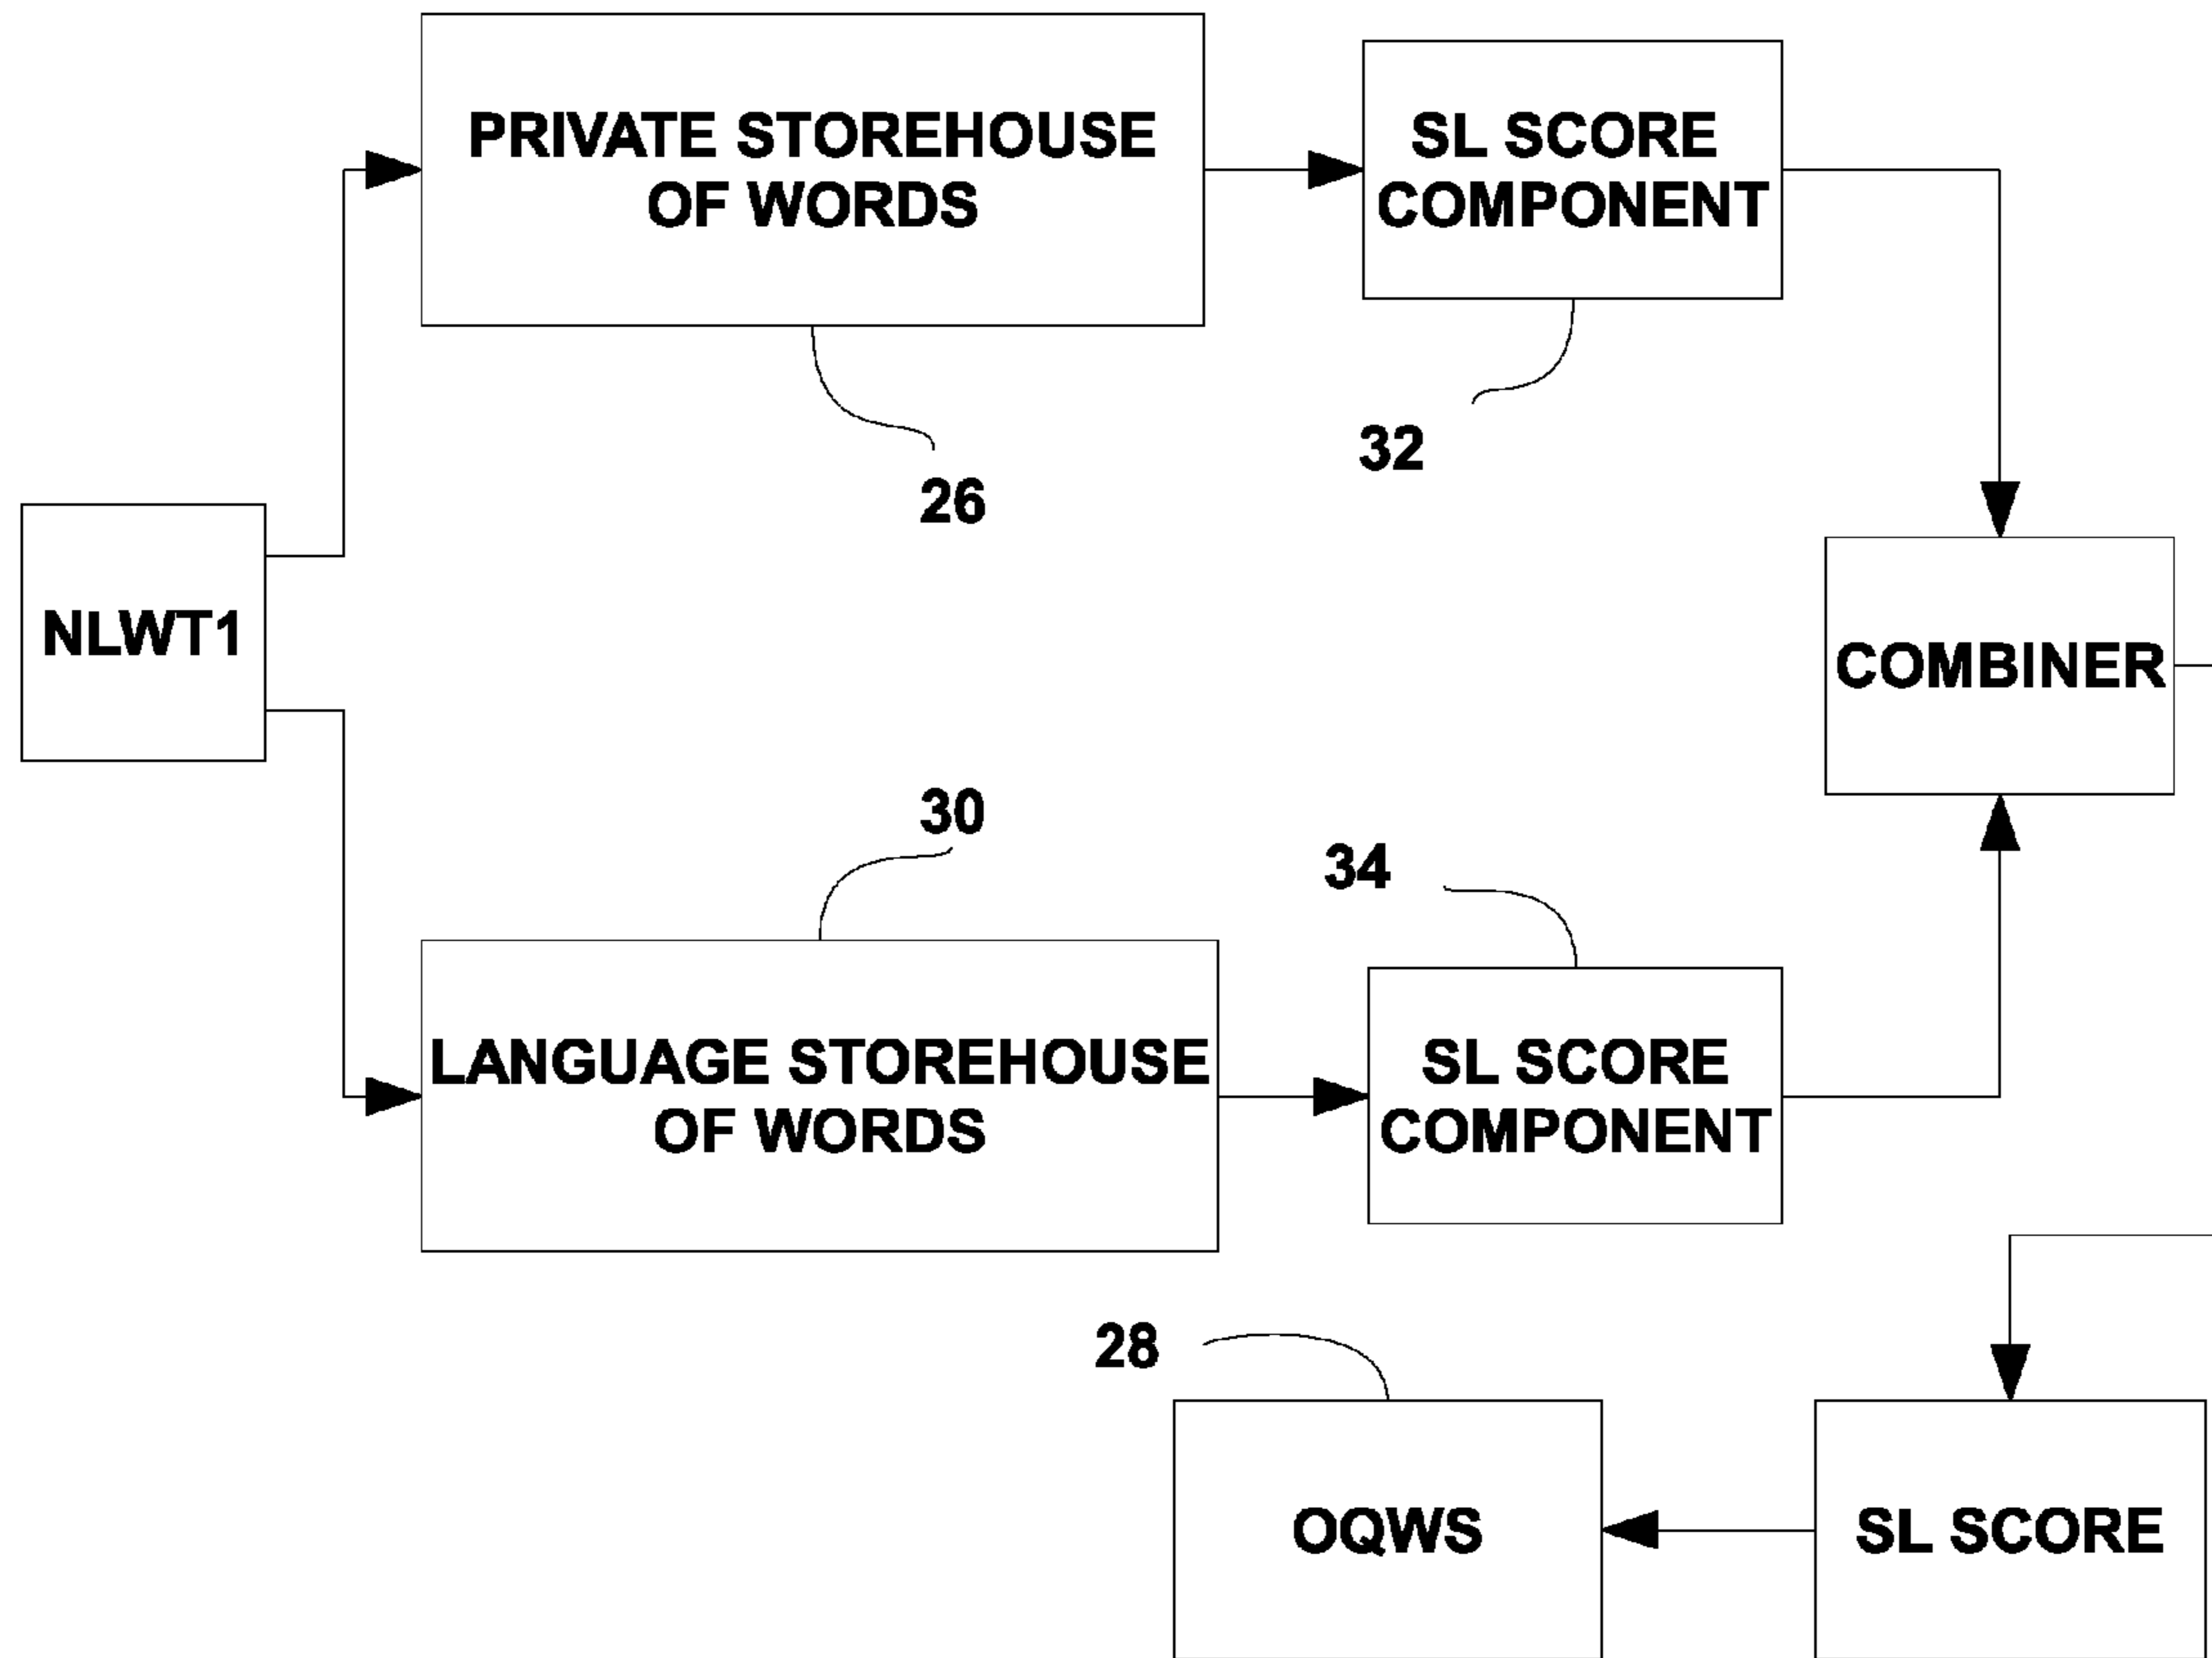 PRIVATE STOREHOUSE
OF WORDS
SL SCORE
COMPONENT
32
26
NLWT1
COMBINER
30
34
LANGUAGE STOREHOUSE
OF WORDS
SL SCORE
COMPONENT
28
OQWS
SL SCORE